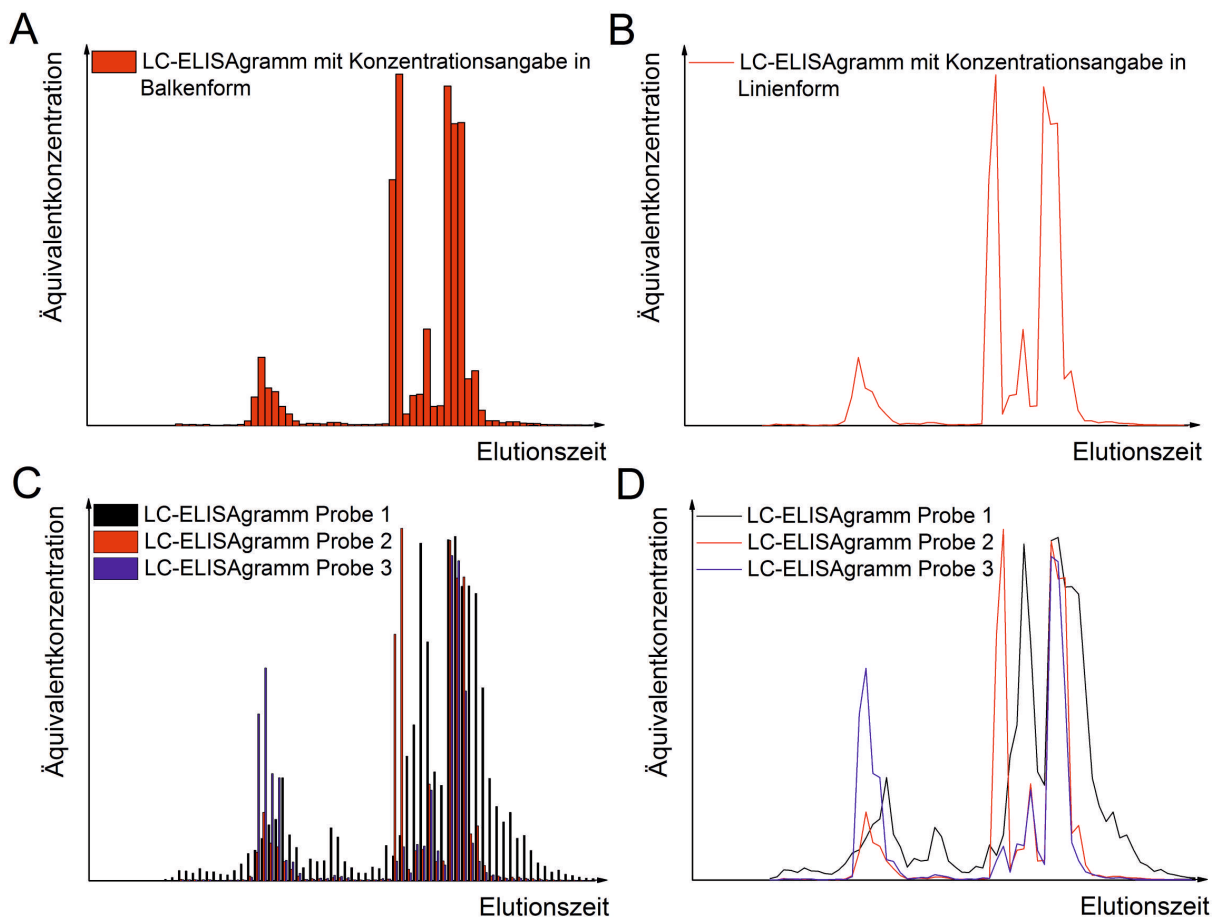 A
LC-ELISAgramm mit Konzentrationsangabe in
Balkenform
Äquivalentkonzentration
Elutionszeit
B
LC-ELISAgramm mit Konzentrationsangabe in
Linienform
Äquivalentkonzentration
Elutionszeit
C
LC-ELISAgramm Probe 1
LC-ELISAgramm Probe 2
LC-ELISAgramm Probe 3
Äquivalentkonzentration
Elutionszeit
D
LC-ELISAgramm Probe 1
LC-ELISAgramm Probe 2
LC-ELISAgramm Probe 3
Äquivalentkonzentration
Elutionszeit